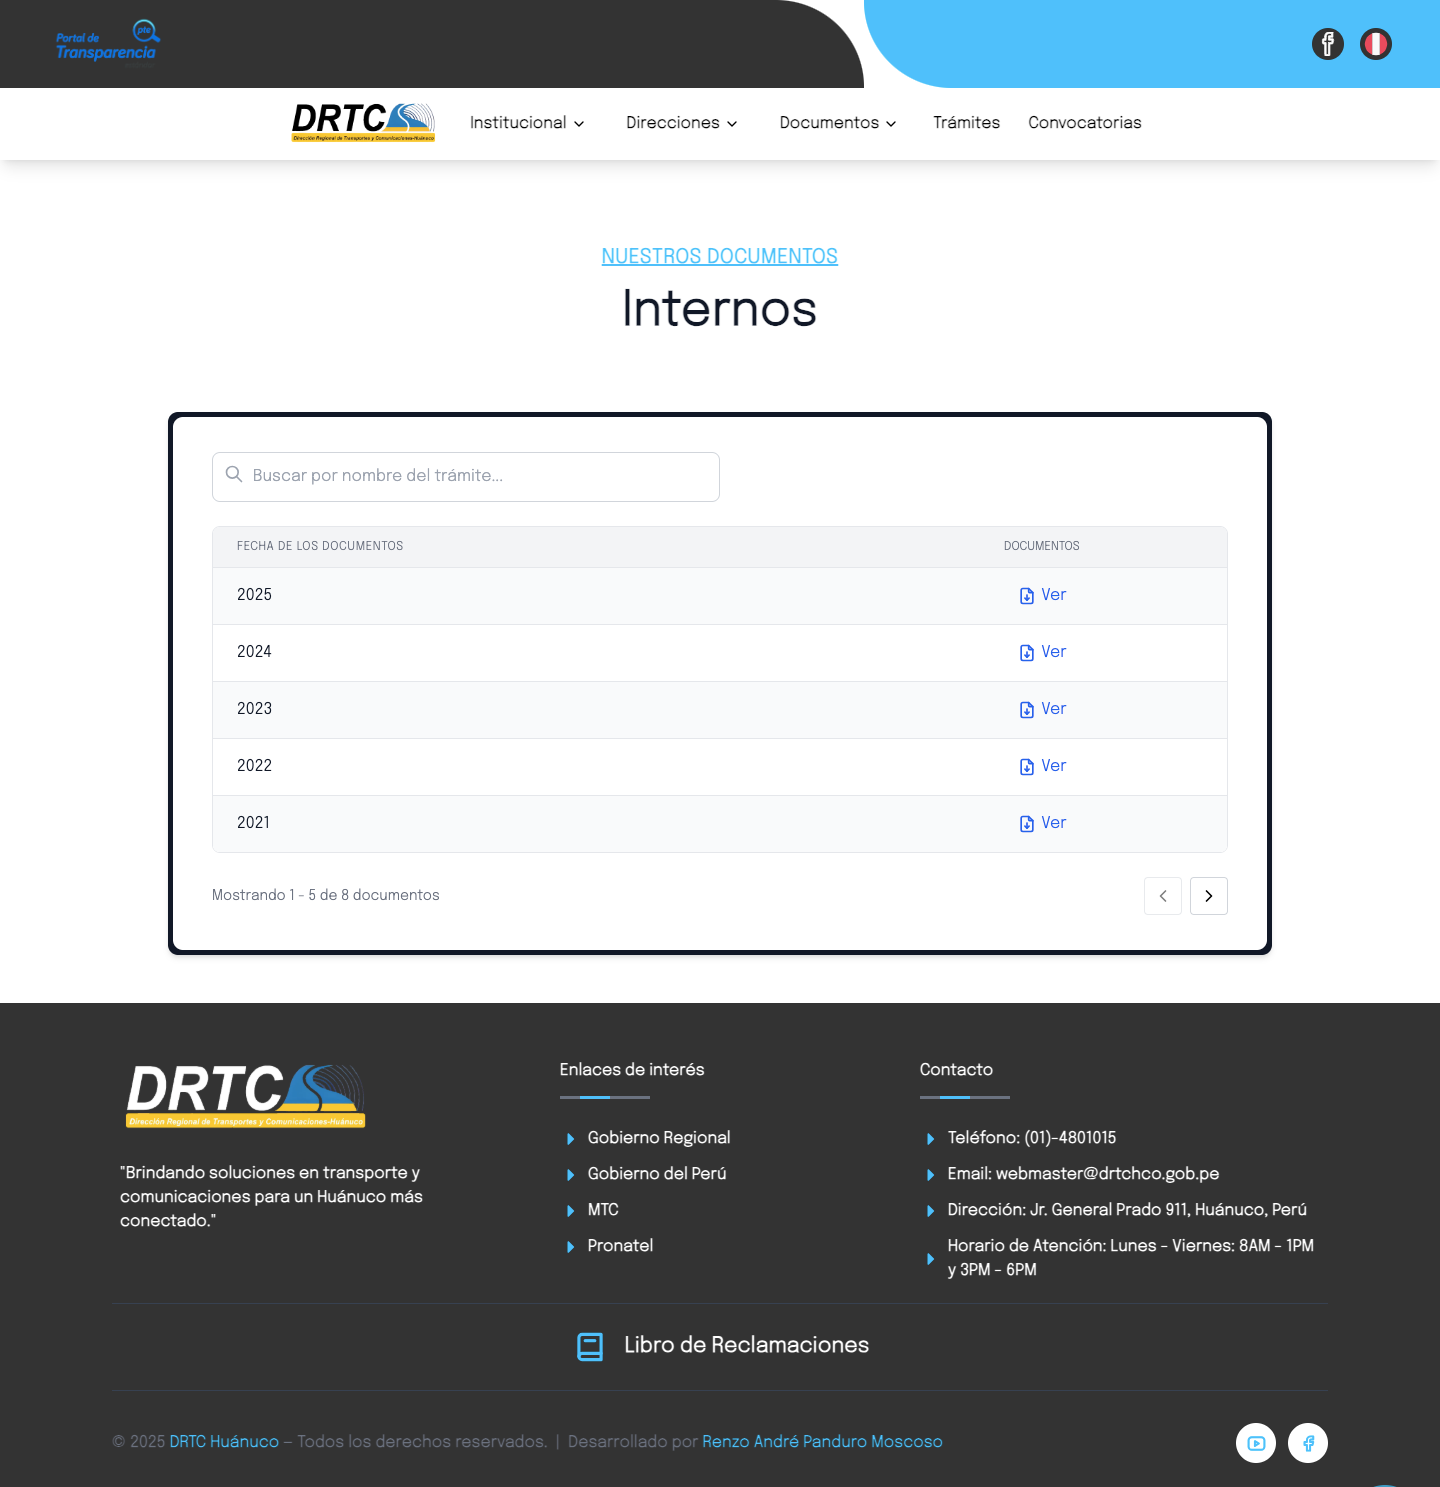 Portal de
pte
Transparencia
DRTC
Dirección Regional de Transportes y Comunicaciones-Huánuco
Institucional
Direcciones
Documentos
Trámites
Convocatorias
NUESTROS DOCUMENTOS
Internos
Buscar por nombre del trámite...
FECHA DE LOS DOCUMENTOS
DOCUMENTOS
2025
Ver
2024
Ver
2023
Ver
2022
Ver
2021
Ver
Mostrando 1 - 5 de 8 documentos
DRTC
Dirección Regional de Transportes y Comunicaciones-Huánuco
"Brindando soluciones en transporte y
comunicaciones para un Huánuco más
conectado."
Enlaces de interés
Gobierno Regional
Gobierno del Perú
MTC
Pronatel
Contacto
Teléfono: (01)-4801015
Email: webmaster@drtchco.gob.pe
Dirección: Jr. General Prado 911, Huánuco, Perú
Horario de Atención: Lunes - Viernes: 8AM - 1PM
y 3PM - 6PM
Libro de Reclamaciones
© 2025 DRTC Huánuco – Todos los derechos reservados. | Desarrollado por Renzo André Panduro Moscoso